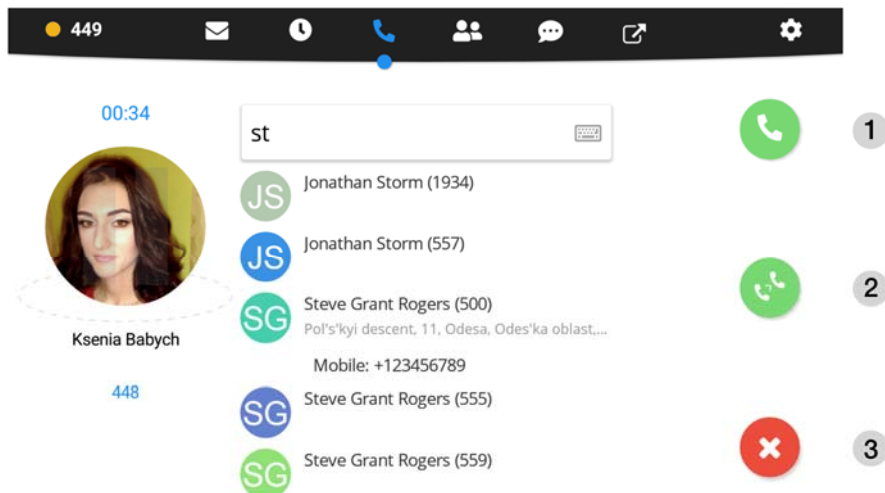 449
00:34
Ksenia Babych
448
st
JS
Jonathan Storm (1934)
JS
Jonathan Storm (557)
SG
Steve Grant Rogers (500)
Pol's'kyi descent, 11, Odesa, Odes'ka oblast,...
Mobile: +123456789
SG
Steve Grant Rogers (555)
SG
Steve Grant Rogers (559)
1
2
3